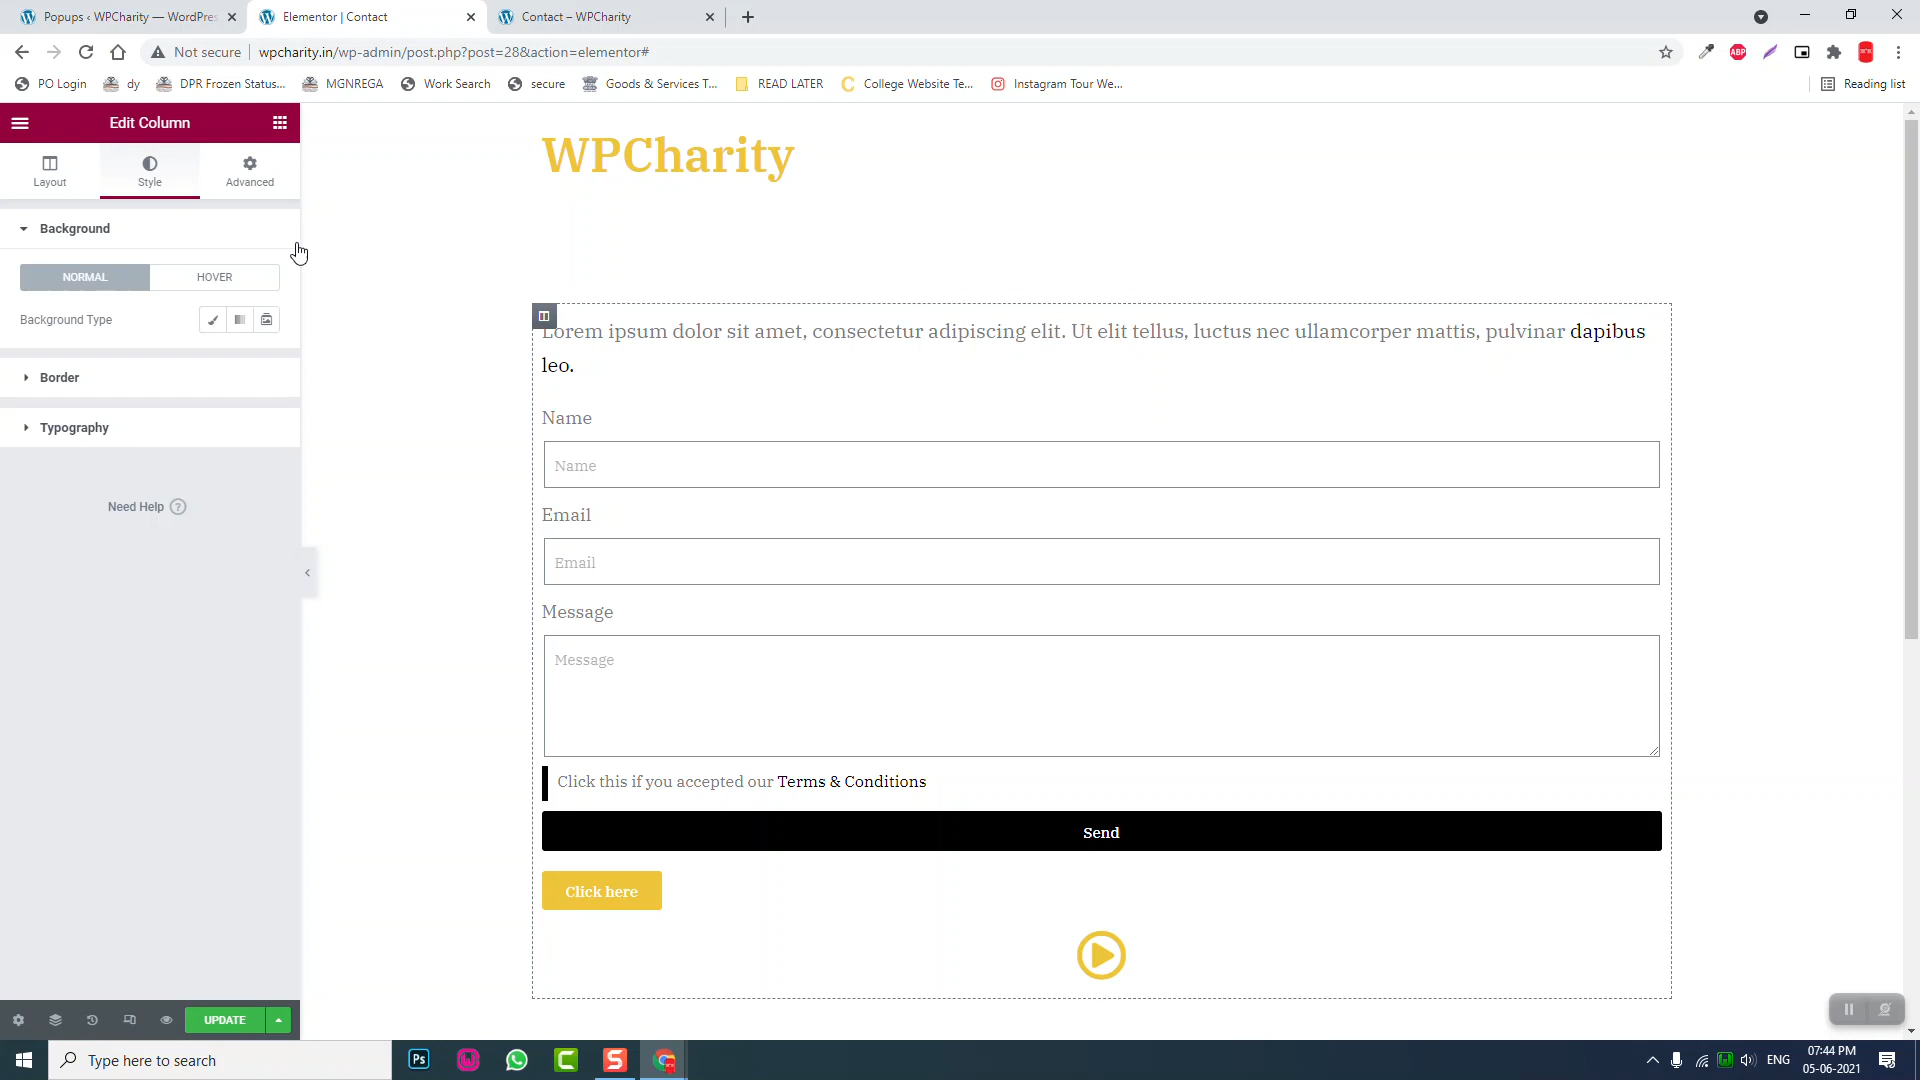 Popups ‹ WPCharity — WordPres
Elementor | Contact
Contact – WPCharity
Not secure
wpcharity.in/wp-admin/post.php?post=28&action=elementor#
ABP
PO Login
dy
DPR Frozen Status...
MGNREGA
Work Search
secure
Goods & Services T...
READ LATER
College Website Te...
Instagram Tour We...
Reading list
Edit Column
Layout
Style
Advanced
Background
NORMAL
HOVER
Background Type
Border
Typography
Need Help ?
UPDATE
WPCharity
Lorem ipsum dolor sit amet, consectetur adipiscing elit. Ut elit tellus, luctus nec ullamcorper mattis, pulvinar dapibus
leo.
Name
Name
Email
Email
Message
Message
Click this if you accepted our Terms & Conditions
Send
Click here
Type here to search
Ps
ENG
07:44 PM
05-06-2021